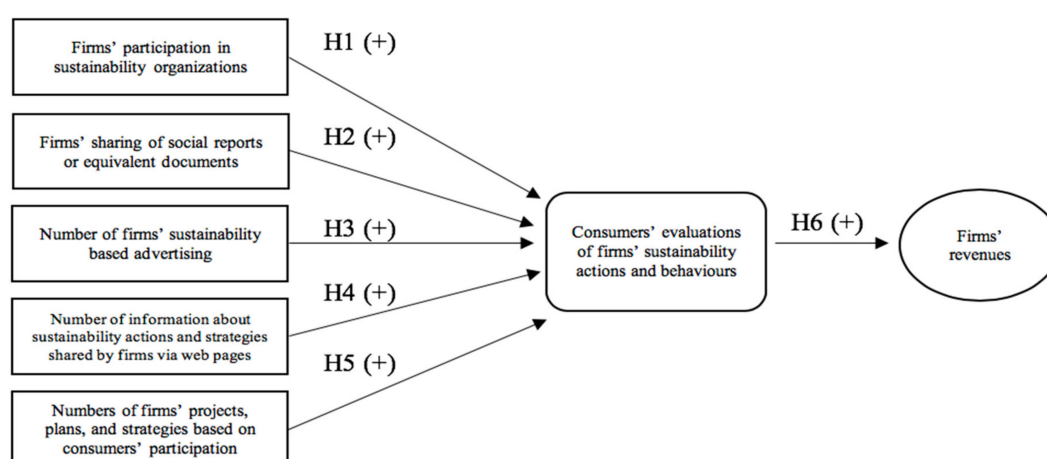 Firms' participation in
sustainability organizations
H1 (+)
Firms' sharing of social reports
or equivalent documents
H2 (+)
Number of firms' sustainability
based advertising
H3 (+)
Number of information about
sustainability actions and strategies
shared by firms via web pages
H4 (+)
Numbers of firms' projects,
plans, and strategies based on
consumers' participation
H5 (+)
Consumers' evaluations
of firms' sustainability
actions and behaviours
H6 (+)
Firms'
revenues